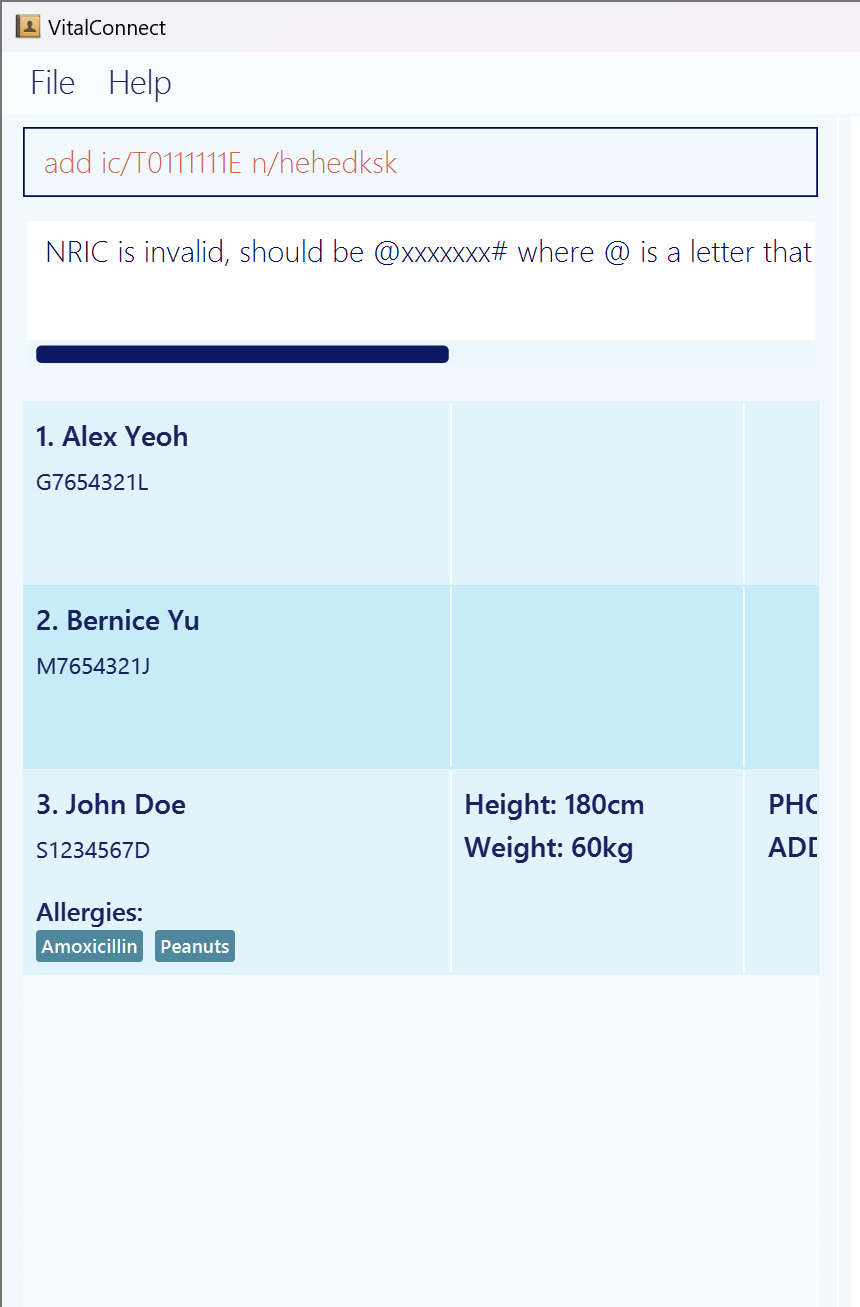 VitalConnect
File Help
add ic/T0111111E n/hehedksk
NRIC is invalid, should be @xxxxxxx# where @ is a letter that
1. Alex Yeoh
G7654321L
2. Bernice Yu
M7654321J
3. John Doe
S1234567D
Allergies:
Amoxicillin Peanuts
Height: 180cm
Weight: 60kg
PHO
ADD